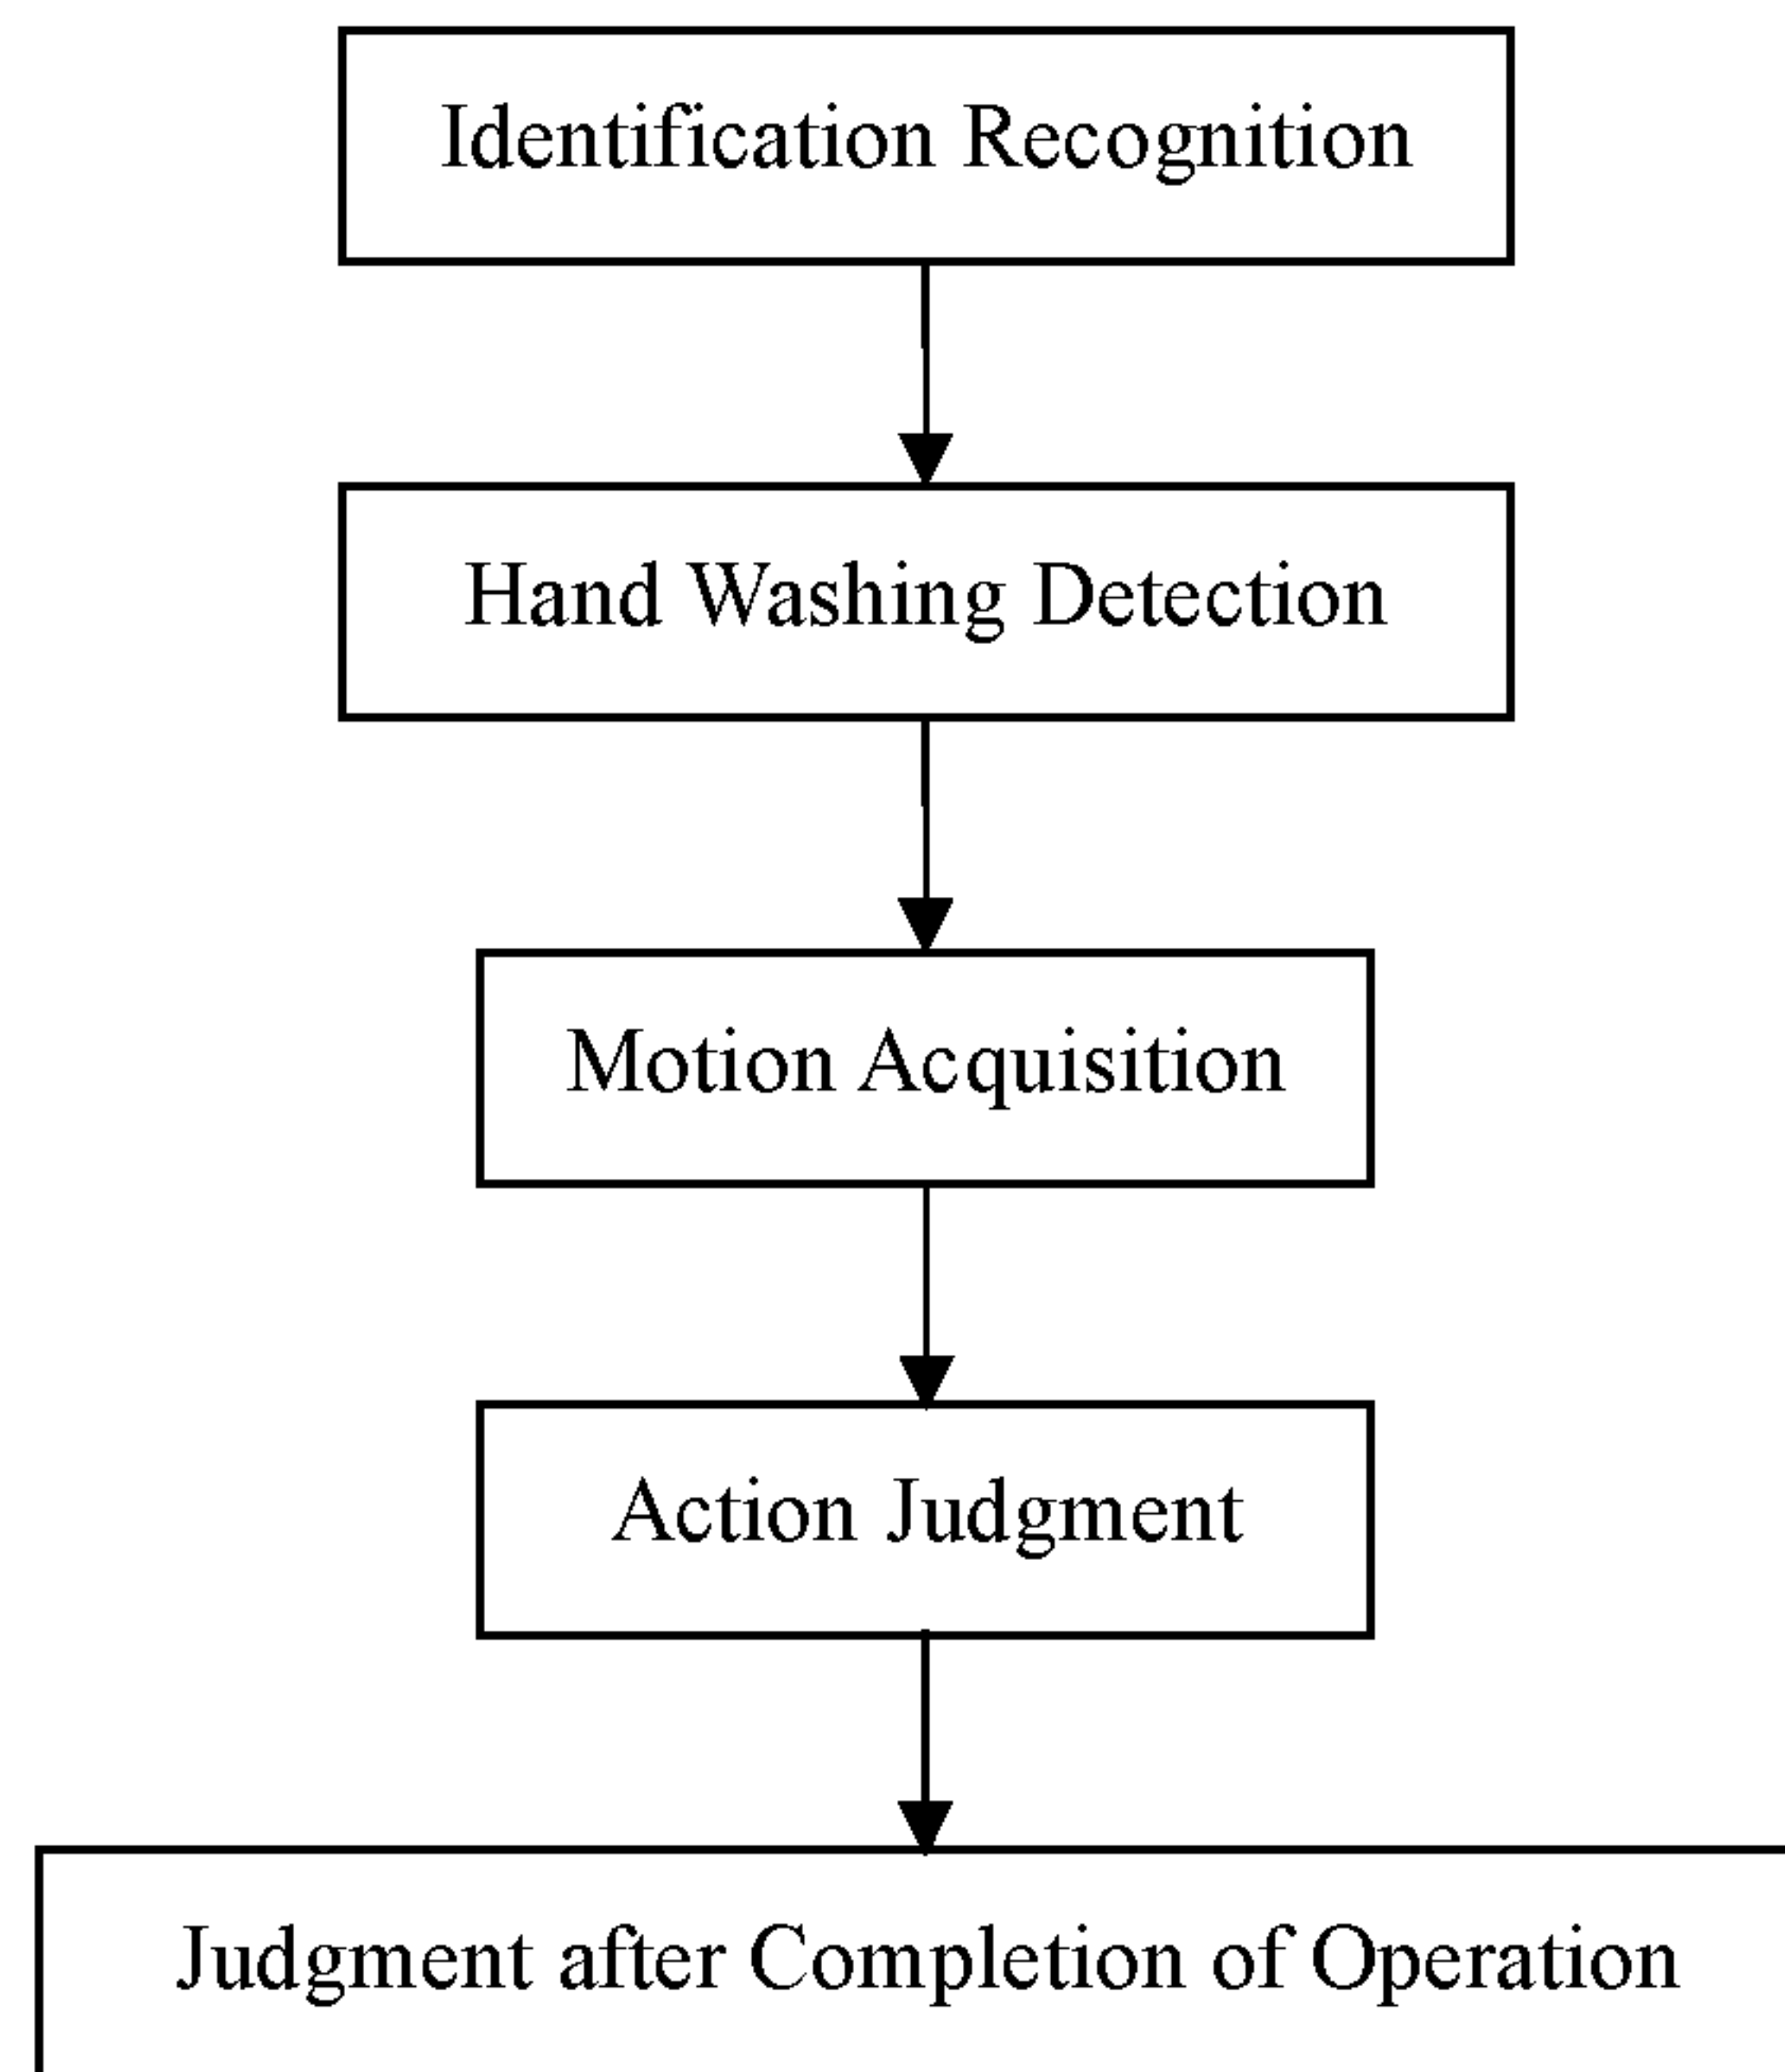 Identification Recognition
Hand Washing Detection
Motion Acquisition
Action Judgment
Judgment after Completion of Operation